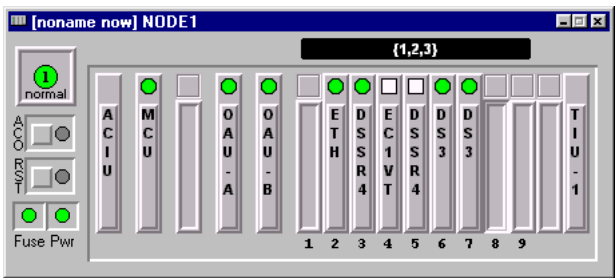 [noname now] NODE1
{1,2,3}
1
normal
ACO
RST
Fuse Pwr
ACIU
MCU
OAU-A
OAU-B
ETH
DSSR4
EC1VT
DSSR4
DS3
DS3
TIU-1
1 2 3 4 5 6 7 8 9